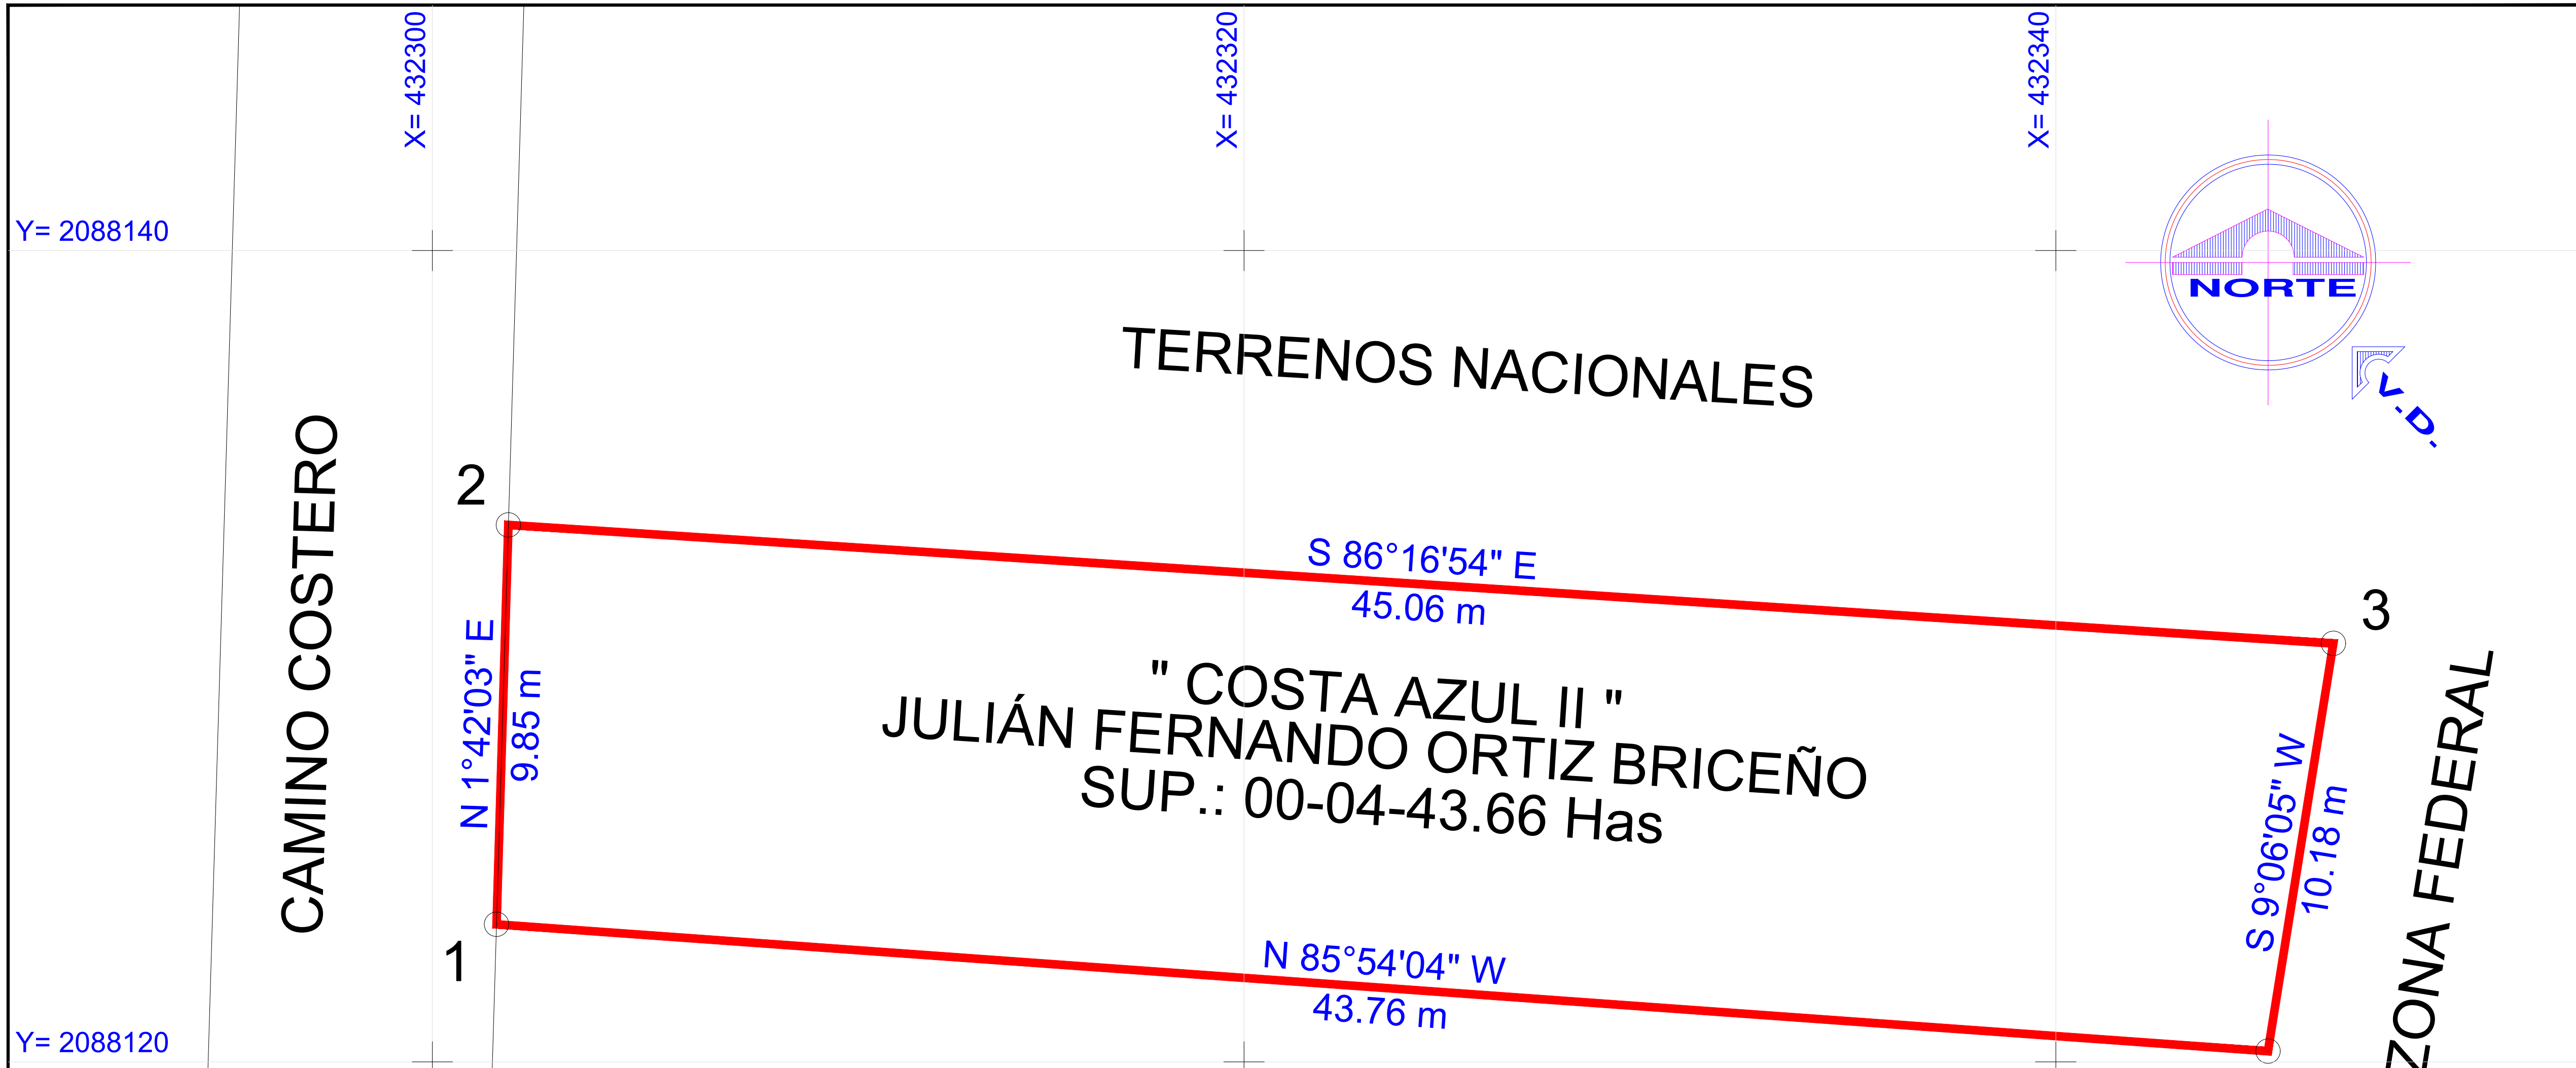 X= 432300
X= 432320
X= 432340
Y= 2088140
NORTE
V.D.
TERRENOS NACIONALES
CAMINO COSTERO
2
S 86°16'54" E
45.06 m
3
N 1°42'03" E
9.85 m
" COSTA AZUL II "
JULIÁN FERNANDO ORTIZ BRICEÑO
SUP.: 00-04-43.66 Has
S 9°06'05" W
10.18 m
ZONA FEDERAL
1
N 85°54'04" W
43.76 m
Y= 2088120